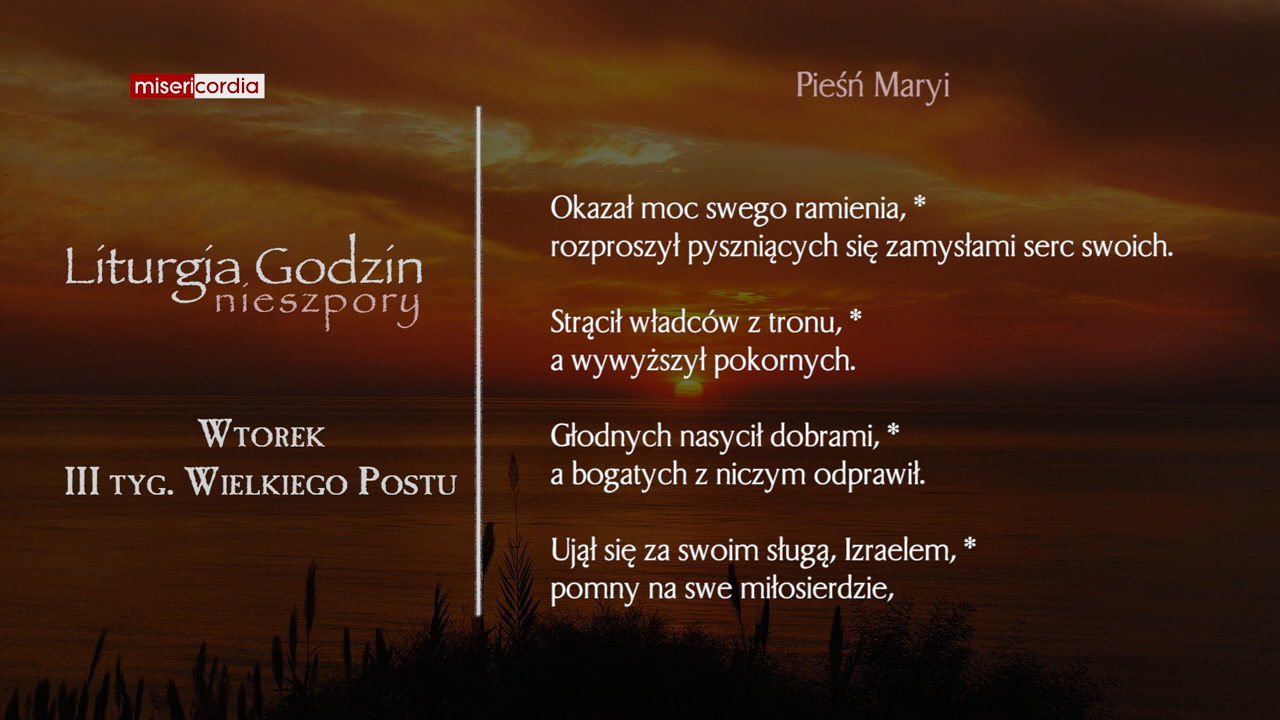 misericordia
Liturgia Godzin
nieszpory
Wtorek
III tyg. Wielkiego Postu
Pieśń Maryi
Okazał moc swego ramienia, *
rozproszył pyszniących się zamysłami serc swoich.
Strącił władców z tronu, *
a wywyższył pokornych.
Głodnych nasycił dobrami, *
a bogatych z niczym odprawił.
Ujął się za swoim sługą, Izraelem, *
pomny na swe miłosierdzie,